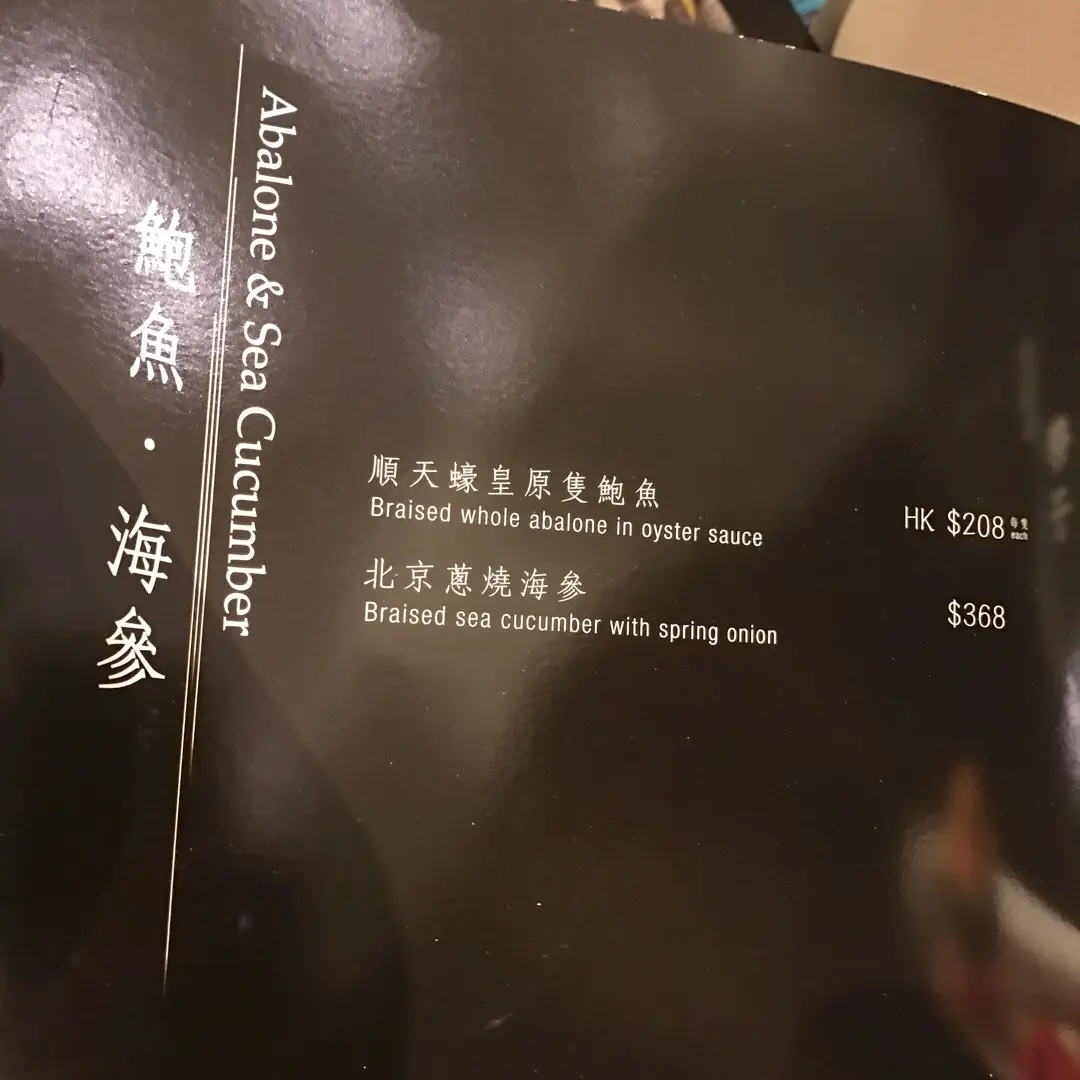 Abalone & Sea Cucumber
鮑魚・海參
順天蠔皇原隻鮑魚
Braised whole abalone in oyster sauce
HK $208 每隻 each
北京蔥燒海參
Braised sea cucumber with spring onion
$368